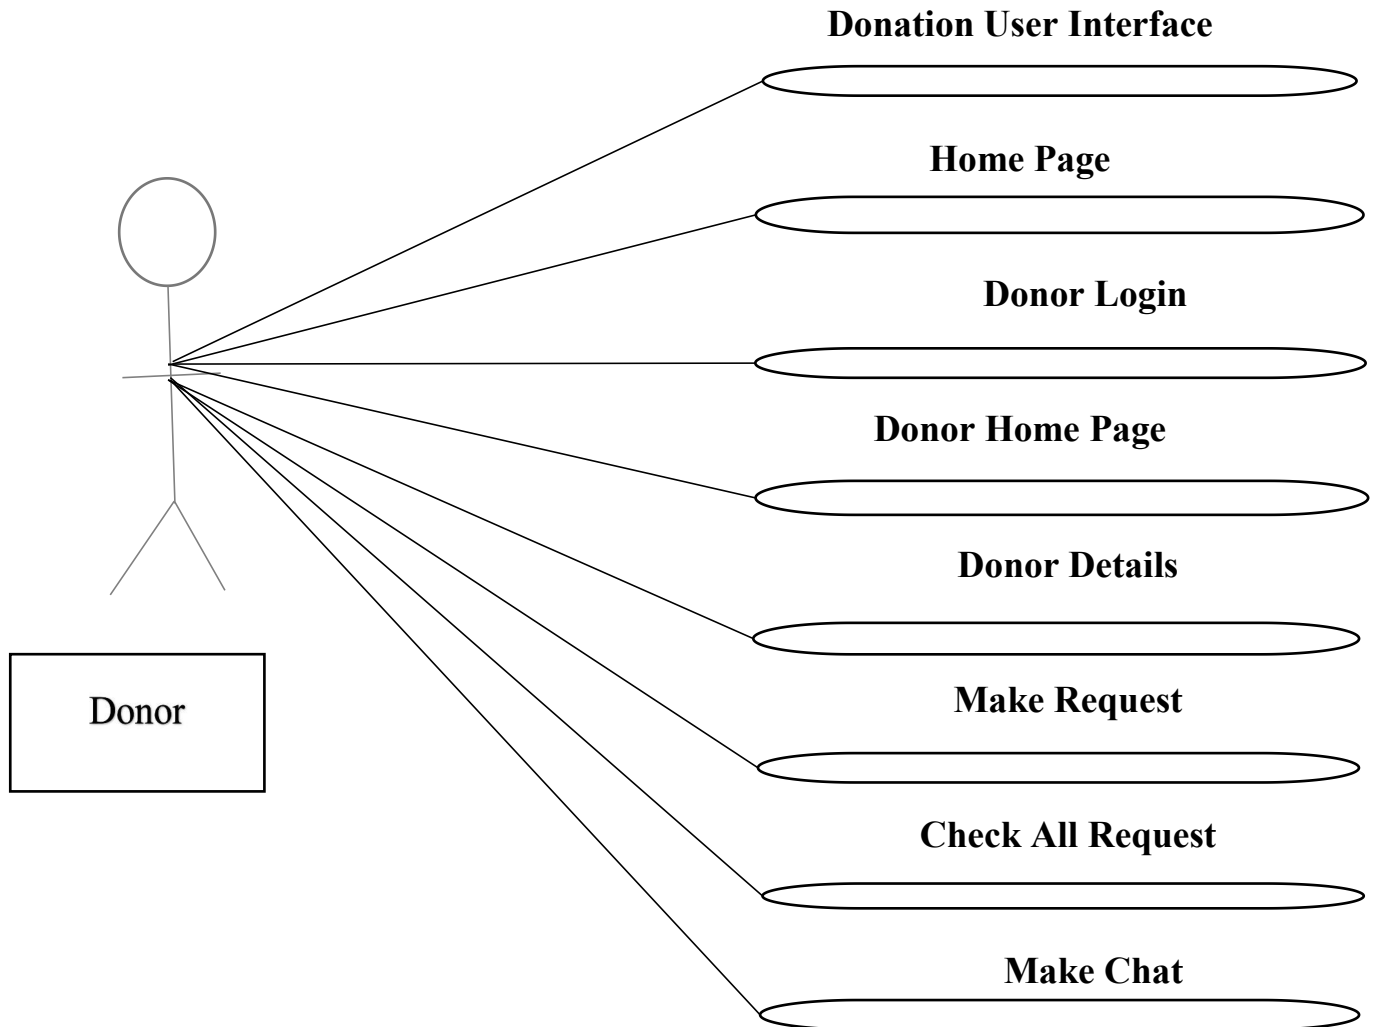 Donation User Interface
Home Page
Donor Login
Donor Home Page
Donor Details
Make Request
Donor
Check All Request
Make Chat